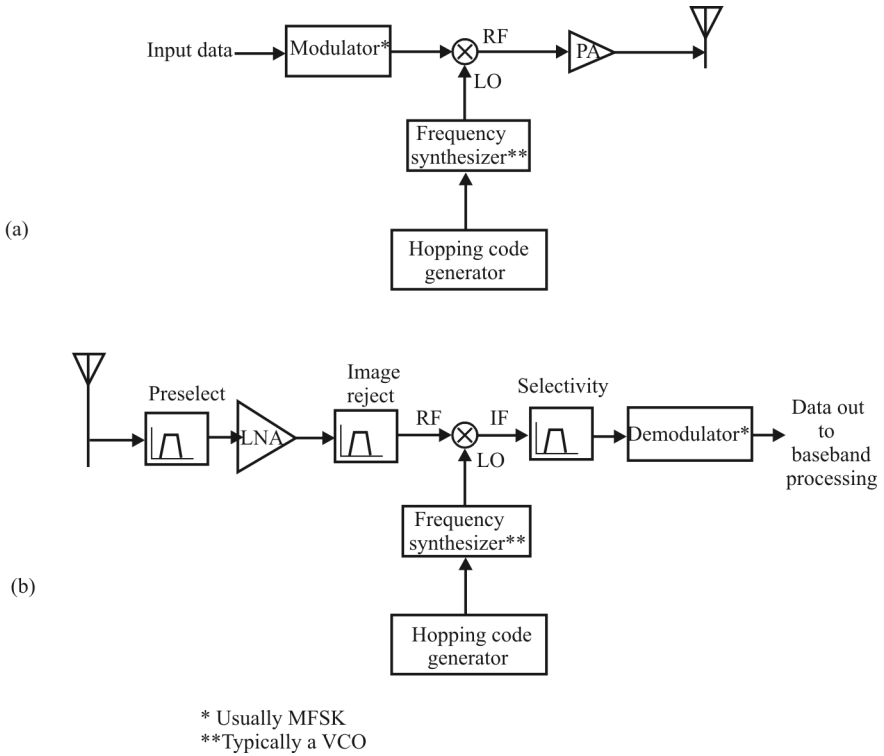 Input data
Modulator*
RF
PA
LO
Frequency
synthesizer**
Hopping code
generator
(a)
Preselect
LNA
Image
reject
RF
IF
LO
Selectivity
Demodulator*
Data out
to
baseband
processing
Frequency
synthesizer**
(b)
Hopping code
generator
* Usually MFSK
**Typically a VCO